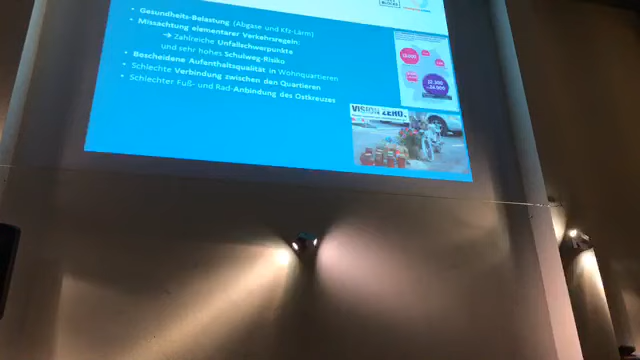 • Gesundheits-Belastung (Abgase und Kfz-Lärm)
• Missachtung elementarer Verkehrsregeln:
➔ Zahlreiche Unfallschwerpunkte
und sehr hohes Schulweg-Risiko
• Bescheidene Aufenthaltsqualität in Wohnquartieren
• Schlechte Verbindung zwischen den Quartieren
• Schlechter Fuß- und Rad-Anbindung des Ostkreuzes
VISION ZERO.